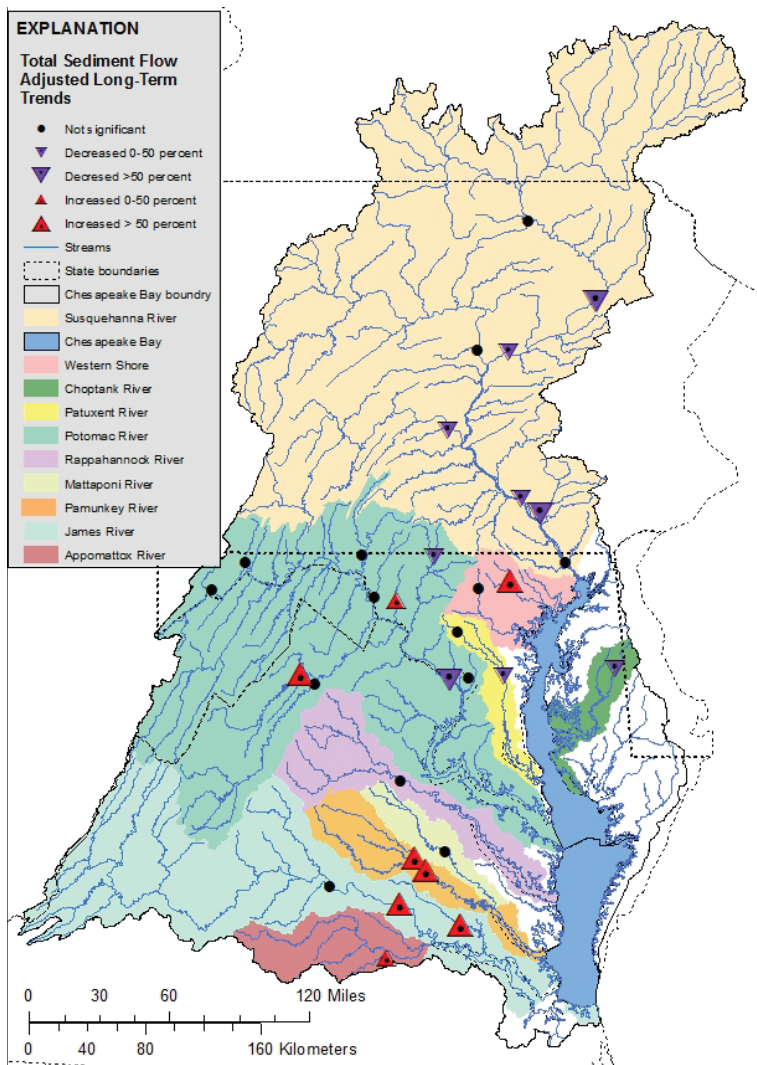 EXPLANATION
Total Sediment Flow
Adjusted Long-Term
Trends
Not significant
Decreased 0-50 percent
Decresed >50 percent
Increased 0-50 percent
Increased > 50 percent
Streams
State boundaries
Chesapeake Bay boundry
Susquehanna River
Chesapeake Bay
Western Shore
Choptank River
Patuxent River
Potomac River
Rappahannock River
Mattaponi River
Pamunkey River
James River
Appomattox River
0 30 60 120 Miles
0 40 80 160 Kilometers